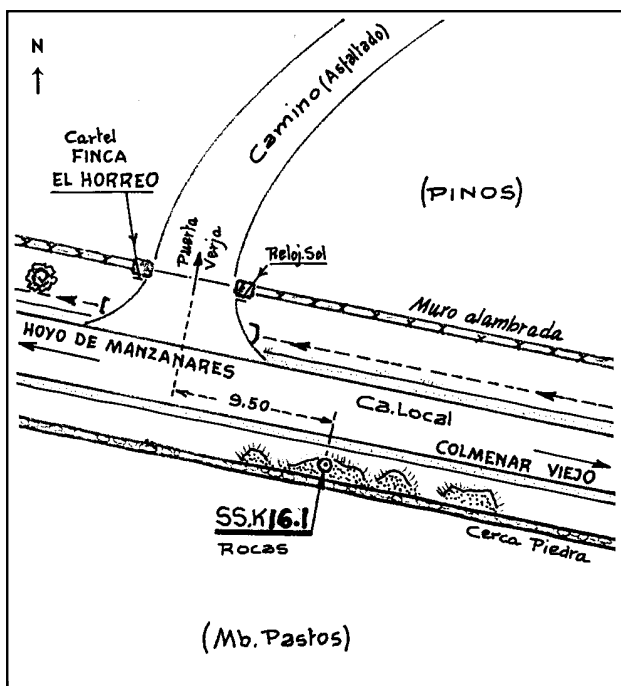 N
Camino (Asfaltado)
Cartel
FINCA
EL HORREO
(PINOS)
Puerta
Verja
Reloj.Sol
Muro alambrada
HOYO DE MANZANARES
9.50
Ca.Local
COLMENAR VIEJO
SS.K16.1
ROCAS
Cerca Piedra
(Mb. Pastos)